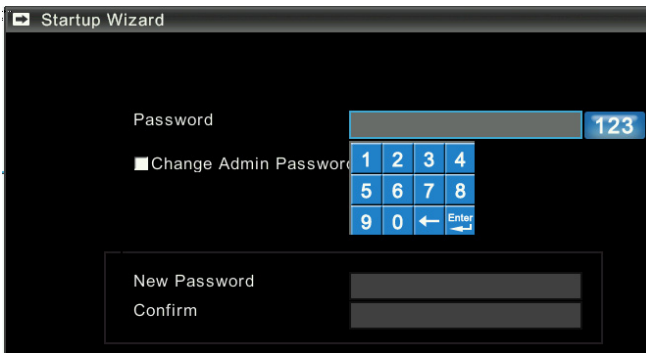 Startup Wizard
Password
123
Change Admin Password
1 2 3 4
5 6 7 8
9 0 ← Enter
New Password
Confirm